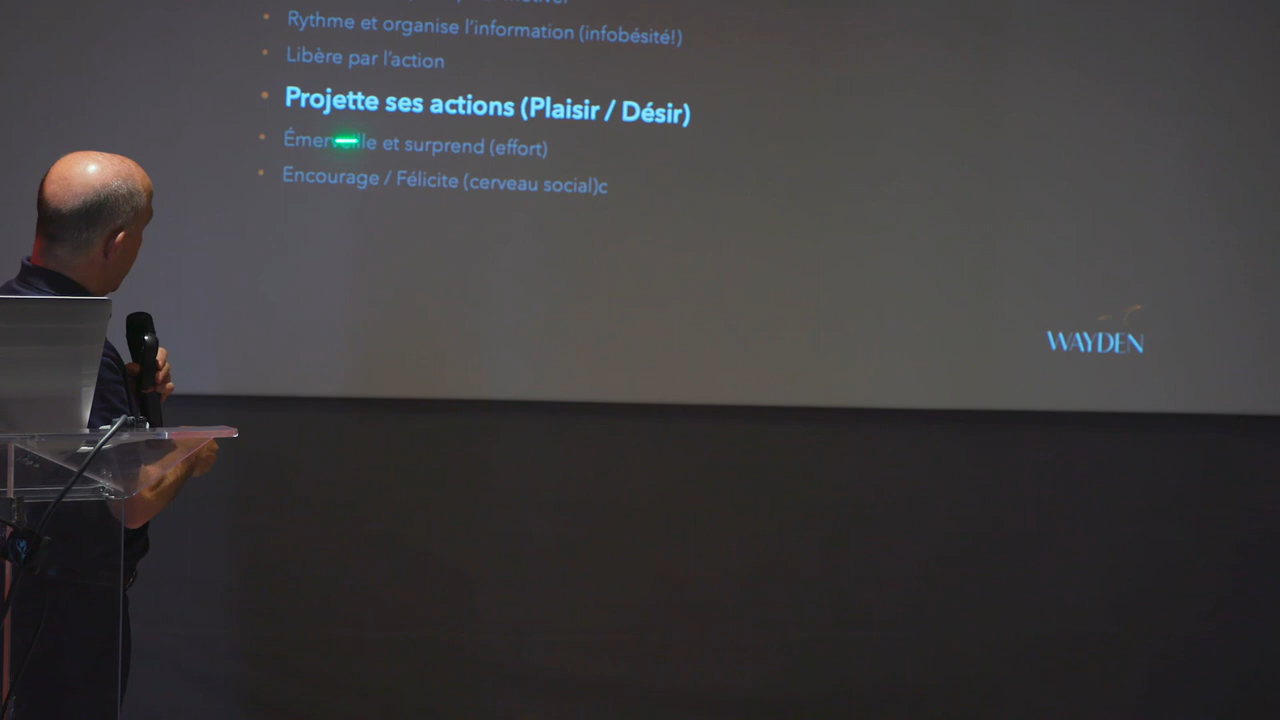 Rythme et organise l'information (infobésité!)
Libère par l'action
Projette ses actions (Plaisir / Désir)
Émerveille et surprend (effort)
Encourage / Félicite (cerveau social)c
WAYDEN